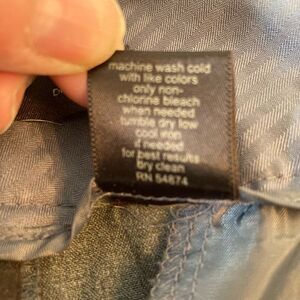 machine wash cold
with like colors
only non-
chlorine bleach
when needed
tumble dry low
cool iron
if needed
for best results
by clean
RN 54874